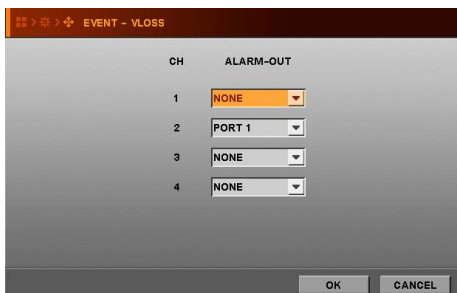 EVENT - VLOSS
CH ALARM-OUT
1 NONE
2 PORT 1
3 NONE
4 NONE
OK CANCEL